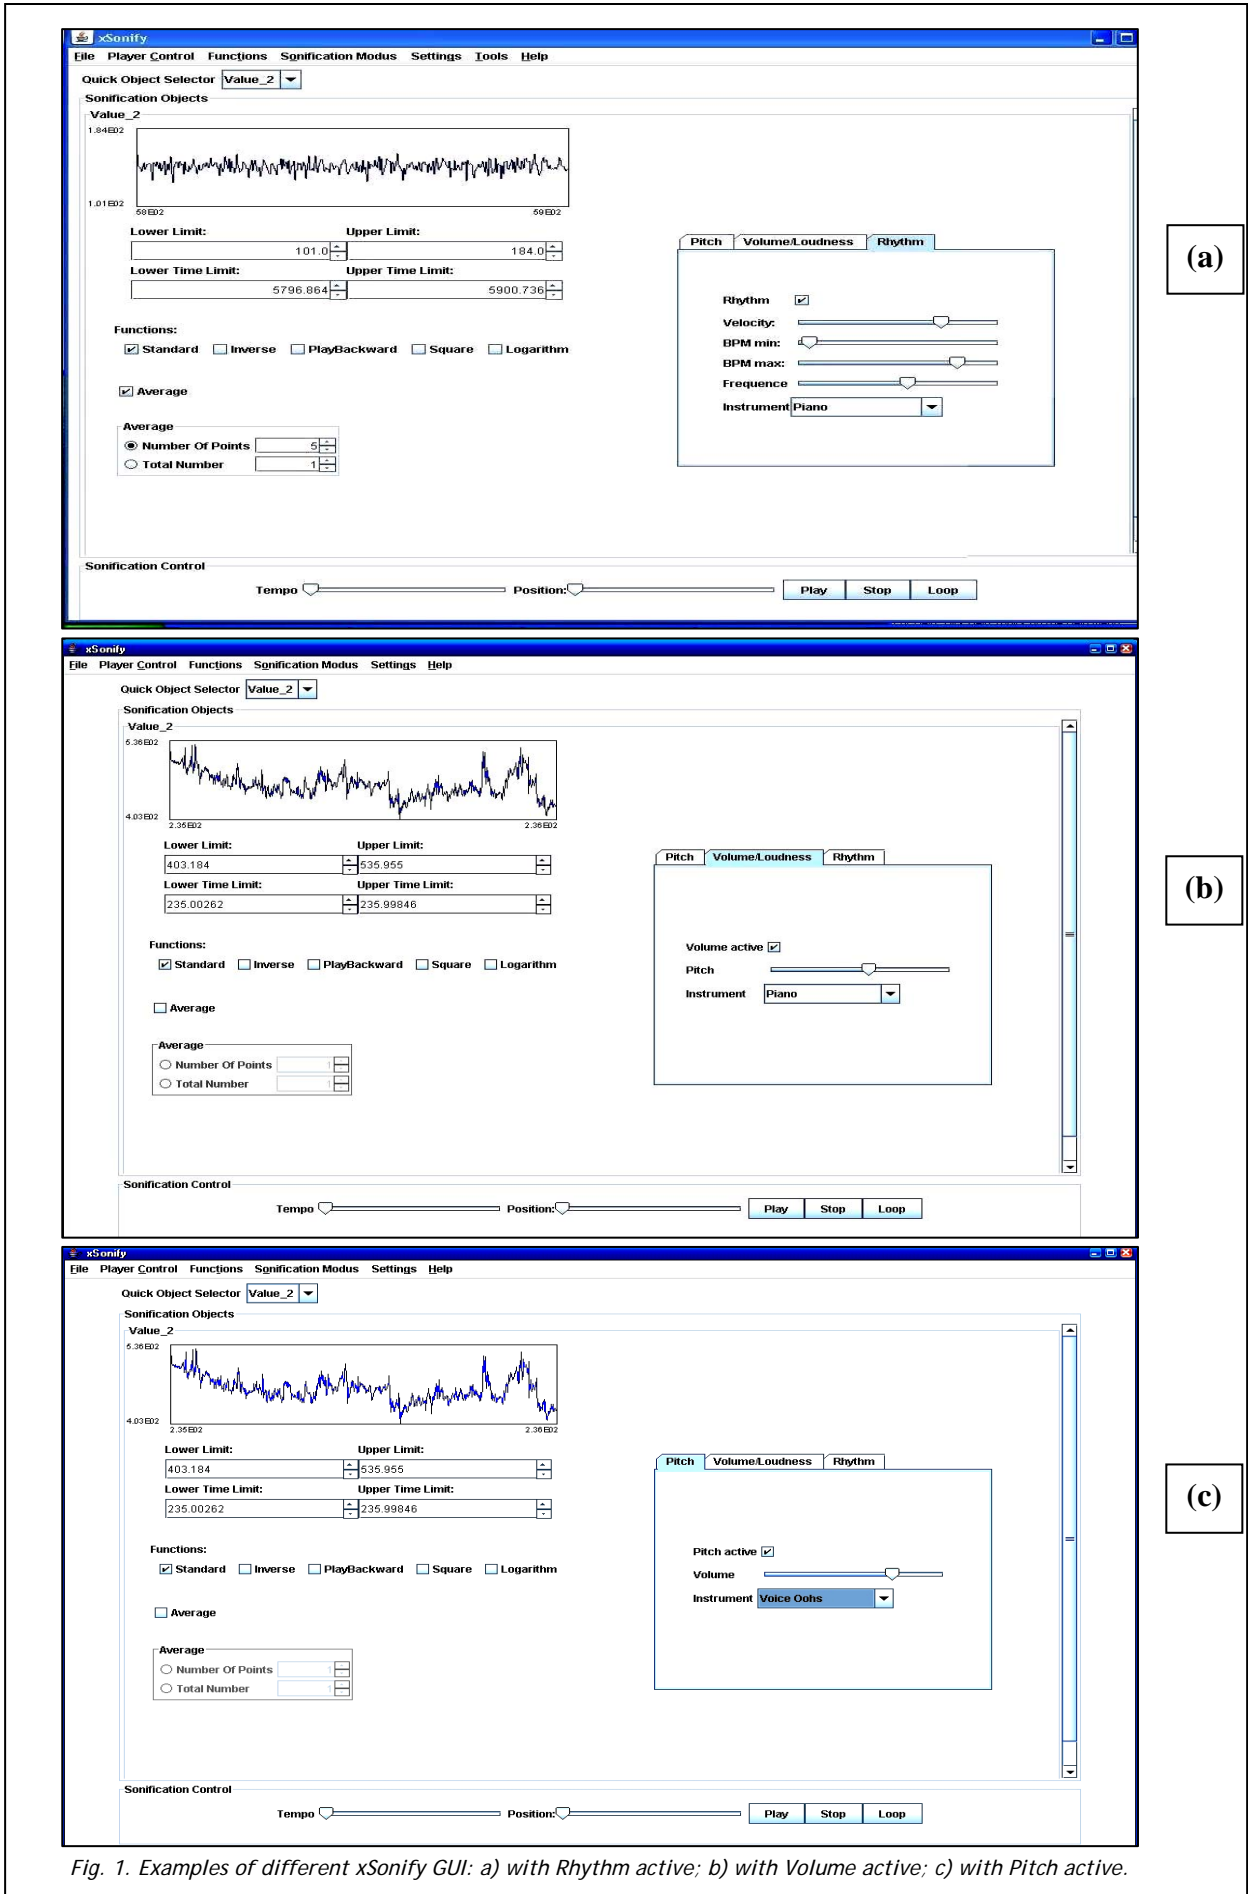 xSonify
File Player Control Functions Sonification Modus Settings Tools Help
Quick Object Selector Value_2
Sonification Objects
Value_2
1.84E02
1.01E02
58E02 59E02
Lower Limit: Upper Limit:
101.0 184.0
Lower Time Limit: Upper Time Limit:
5796.864 5900.736
Functions:
Standard Inverse PlayBackward Square Logarithm
Average
Average
Number Of Points 5
Total Number 1
Pitch Volume/Loudness Rhythm
Rhythm
Velocity:
BPM min:
BPM max:
Frequence
Instrument Piano
Sonification Control
Tempo Position: Play Stop Loop
(a)
xSonify
File Player Control Functions Sonification Modus Settings Help
Quick Object Selector Value_2
Sonification Objects
Value_2
5.36E02
4.03E02
2.35E02 2.36E02
Lower Limit: Upper Limit:
403.184 535.955
Lower Time Limit: Upper Time Limit:
235.00262 235.99846
Functions:
Standard Inverse PlayBackward Square Logarithm
Average
Average
Number Of Points 1
Total Number 1
Pitch Volume/Loudness Rhythm
Volume active
Pitch
Instrument Piano
Sonification Control
Tempo Position: Play Stop Loop
(b)
xSonify
File Player Control Functions Sonification Modus Settings Help
Quick Object Selector Value_2
Sonification Objects
Value_2
5.36E02
4.03E02
2.35E02 2.36E02
Lower Limit: Upper Limit:
403.184 535.955
Lower Time Limit: Upper Time Limit:
235.00262 235.99846
Functions:
Standard Inverse PlayBackward Square Logarithm
Average
Average
Number Of Points 1
Total Number 1
Pitch Volume/Loudness Rhythm
Pitch active
Volume
Instrument Voice Oohs
Sonification Control
Tempo Position: Play Stop Loop
(c)
Fig. 1. Examples of different xSonify GUI: a) with Rhythm active; b) with Volume active; c) with Pitch active.